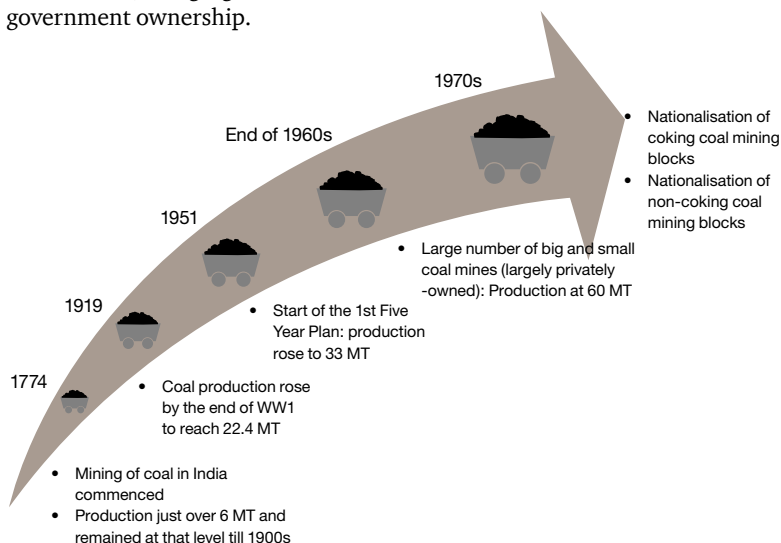 government ownership.
1774
• Mining of coal in India
commenced
• Production just over 6 MT and
remained at that level till 1900s
1919
• Coal production rose
by the end of WW1
to reach 22.4 MT
1951
• Start of the 1st Five
Year Plan: production
rose to 33 MT
End of 1960s
• Large number of big and small
coal mines (largely privately
-owned): Production at 60 MT
1970s
• Nationalisation of
coking coal mining
blocks
• Nationalisation of
non-coking coal
mining blocks